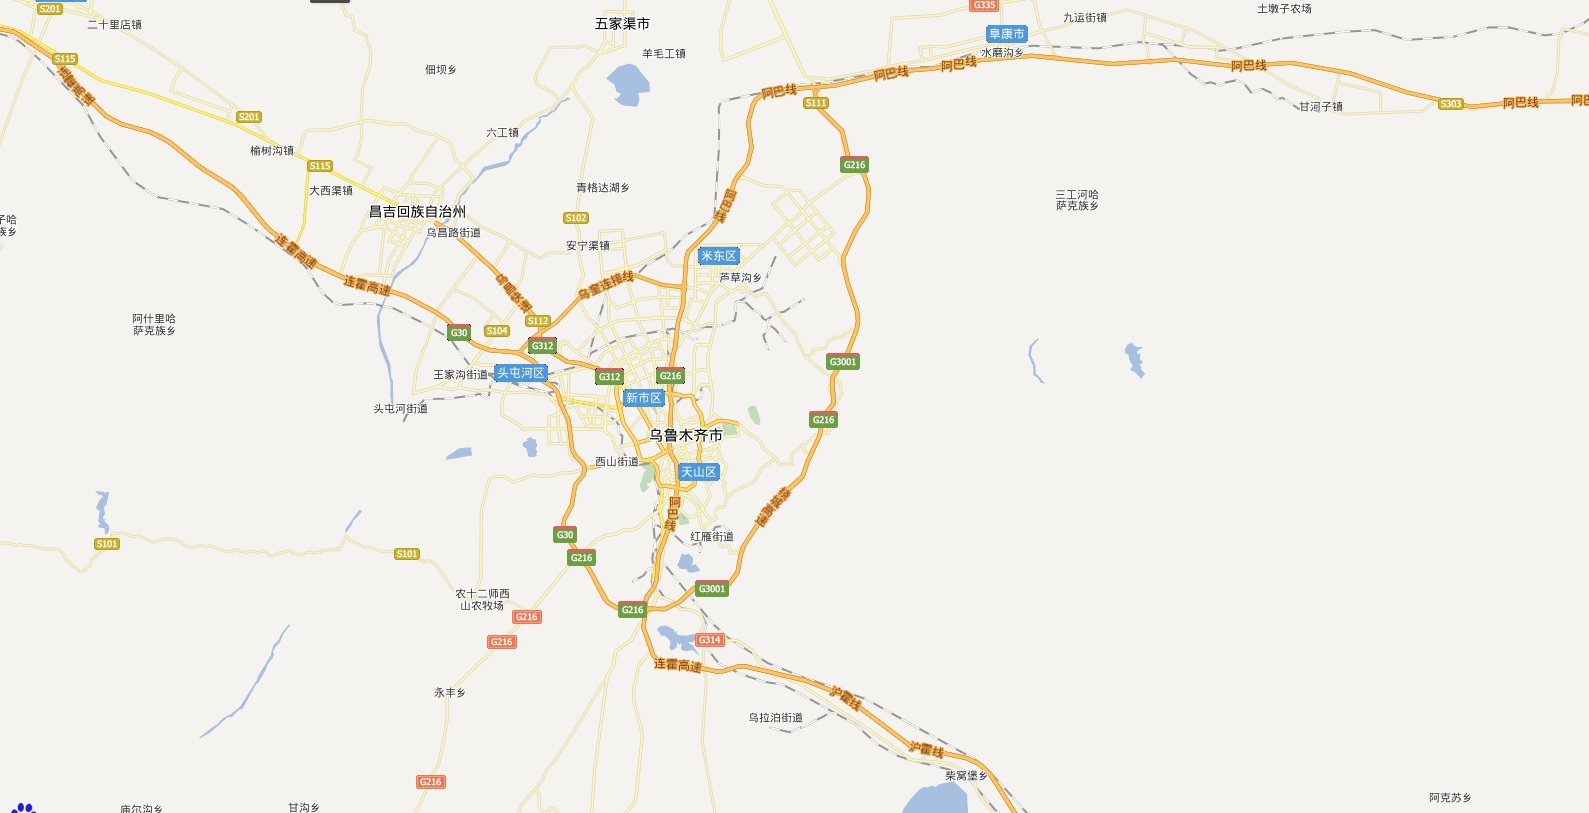 S201
二十里店镇
五家渠市
G335
九运街镇
土墩子农场
阜康市
水磨沟乡
羊毛工镇
S115
佃坝乡
连霍高速
阿巴线
阿巴线
阿巴线
阿巴线
S111
甘河子镇
S303
阿巴线
S201
六工镇
榆树沟镇
S115
G216
大西渠镇
青格达湖乡
三工河哈
萨克族乡
阿巴线
昌吉回族自治州
S102
乌昌路街道
子哈
族乡
连霍高速
安宁渠镇
米东区
芦草沟乡
连霍高速
乌昌快速
乌奎连接线
阿什里哈
萨克族乡
G30
S104
S112
G312
G3001
王家沟街道
头屯河区
G312
G216
新市区
头屯河街道
G216
乌鲁木齐市
西山街道
天山区
绕城高速
阿巴线
S101
S101
G30
G216
红雁街道
农十二师西
山农牧场
G3001
G216
G216
G216
G314
连霍高速
永丰乡
沪霍线
乌拉泊街道
沪霍线
柴窝堡乡
G216
阿克苏乡
庙尔沟乡
甘沟乡